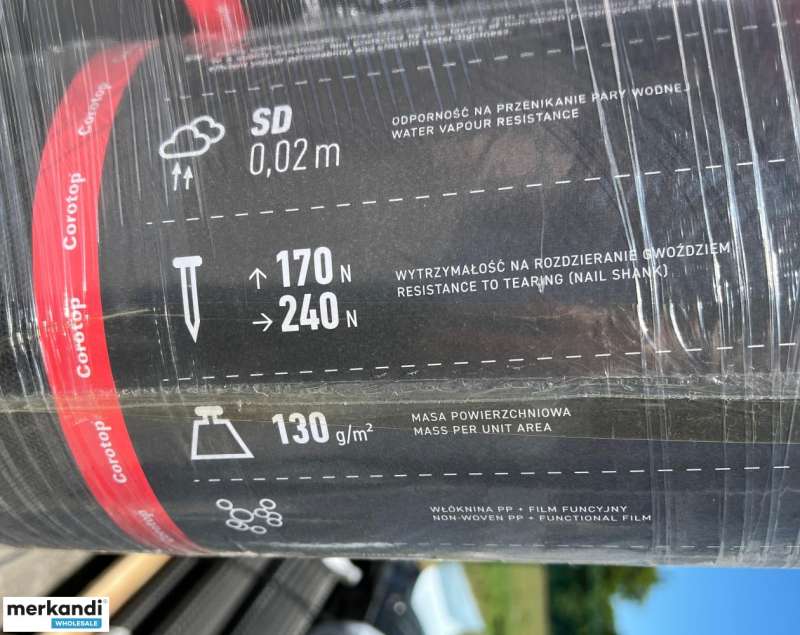 Corotop
Corotop
Corotop
Corotop
SD
0,02 m
ODPORNOŚĆ NA PRZENIKANIE PARY WODNEJ
WATER VAPOUR RESISTANCE
↑ 170 N
→ 240 N
WYTRZYMAŁOŚĆ NA ROZDZIERANIE GWOŹDZIEM
RESISTANCE TO TEARING (NAIL SHANK)
130 g/m²
MASA POWIERZCHNIOWA
MASS PER UNIT AREA
WŁÓKNINA PP + FILM FUNCYJNY
NON-WOVEN PP + FUNCTIONAL FILM
merkandi
WHOLESALE